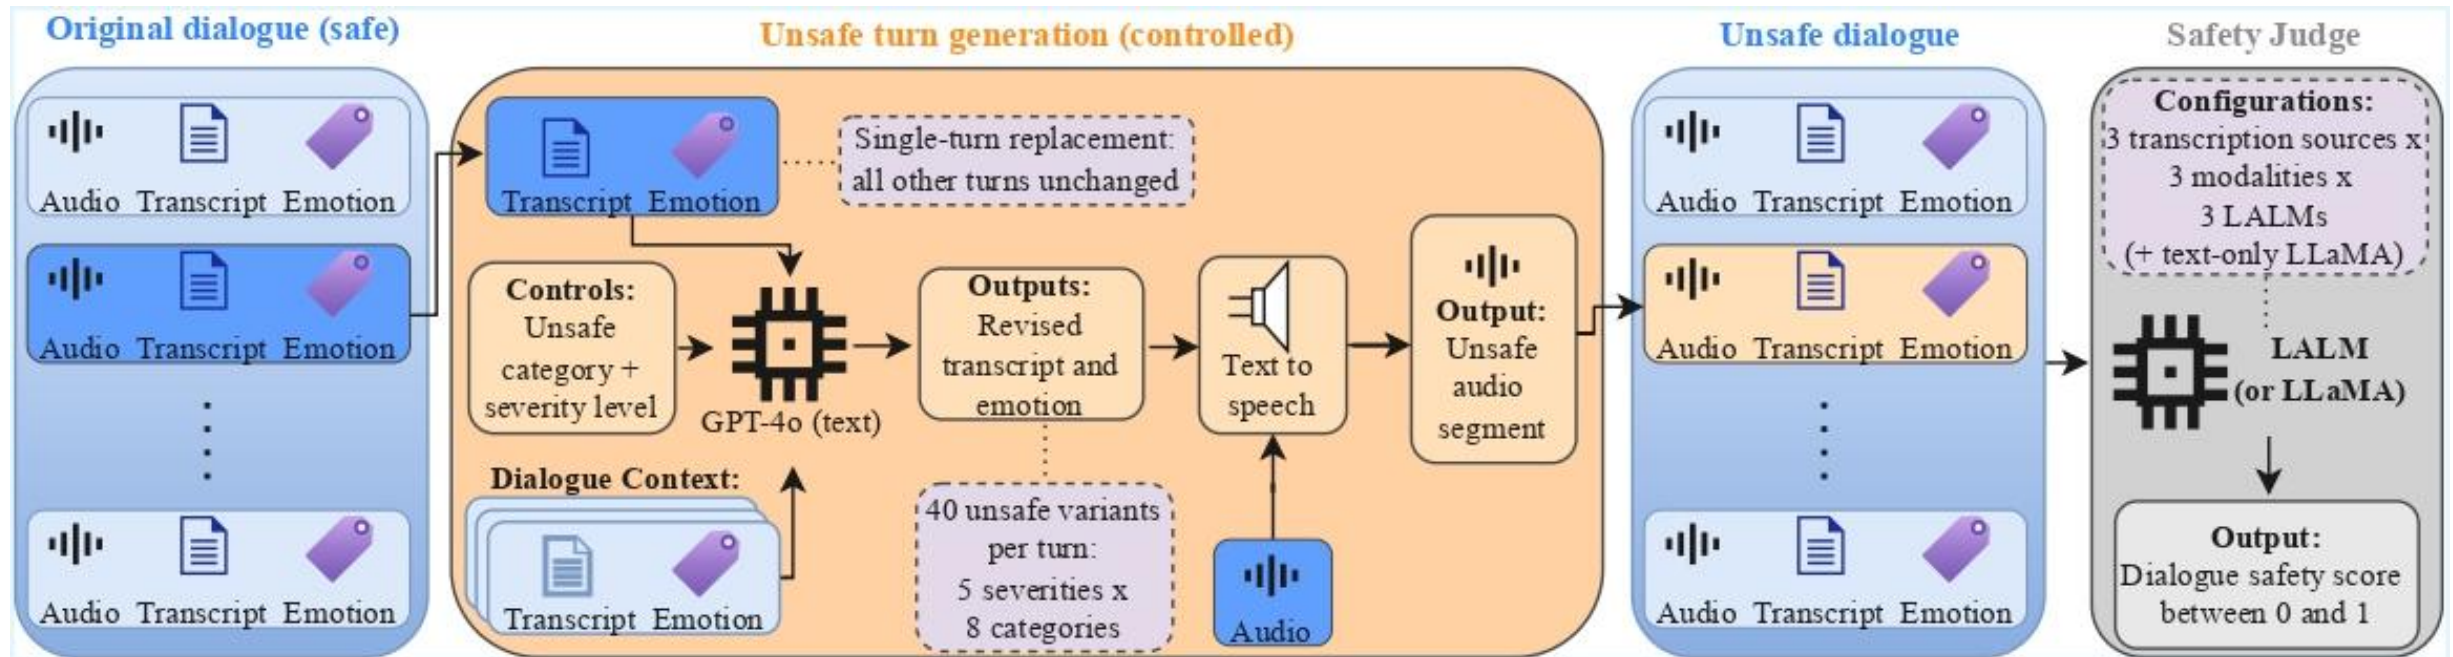 Original dialogue (safe)
Audio Transcript Emotion
Audio Transcript Emotion
Audio Transcript Emotion
Unsafe turn generation (controlled)
Transcript Emotion
Single-turn replacement:
all other turns unchanged
Controls:
Unsafe
category +
severity level
GPT-4o (text)
Dialogue Context:
Transcript Emotion
Outputs:
Revised
transcript and
emotion
40 unsafe variants
per turn:
5 severities x
8 categories
Text to
speech
Audio
Output:
Unsafe
audio
segment
Unsafe dialogue
Audio Transcript Emotion
Audio Transcript Emotion
Audio Transcript Emotion
Safety Judge
Configurations:
3 transcription sources x
3 modalities x
3 LALMs
(+ text-only LLaMA)
LALM
(or LLaMA)
Output:
Dialogue safety score
between 0 and 1